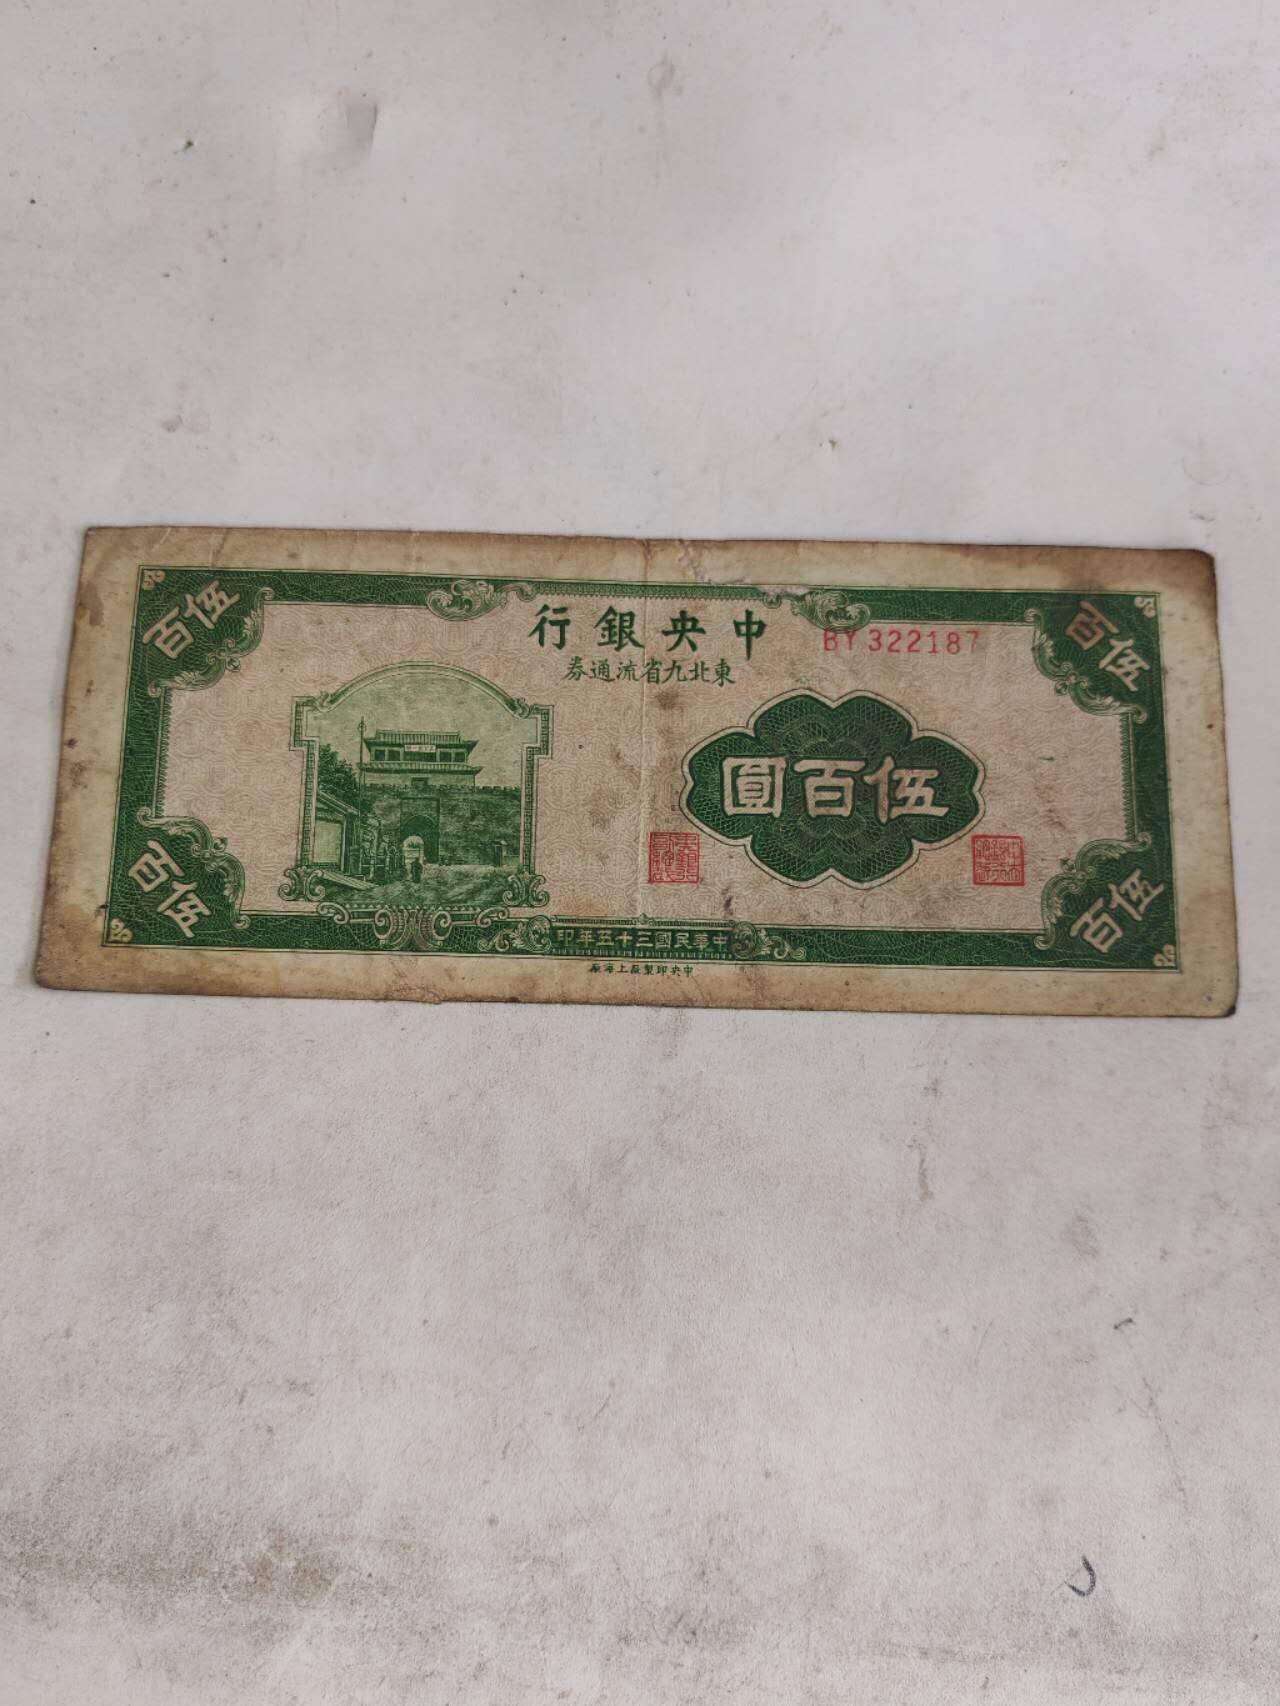 中央銀行
東北九省流通券
BY 322187
伍百
伍百
伍百圓
伍百
伍百
中華民國三十五年印
中央印製廠上海廠